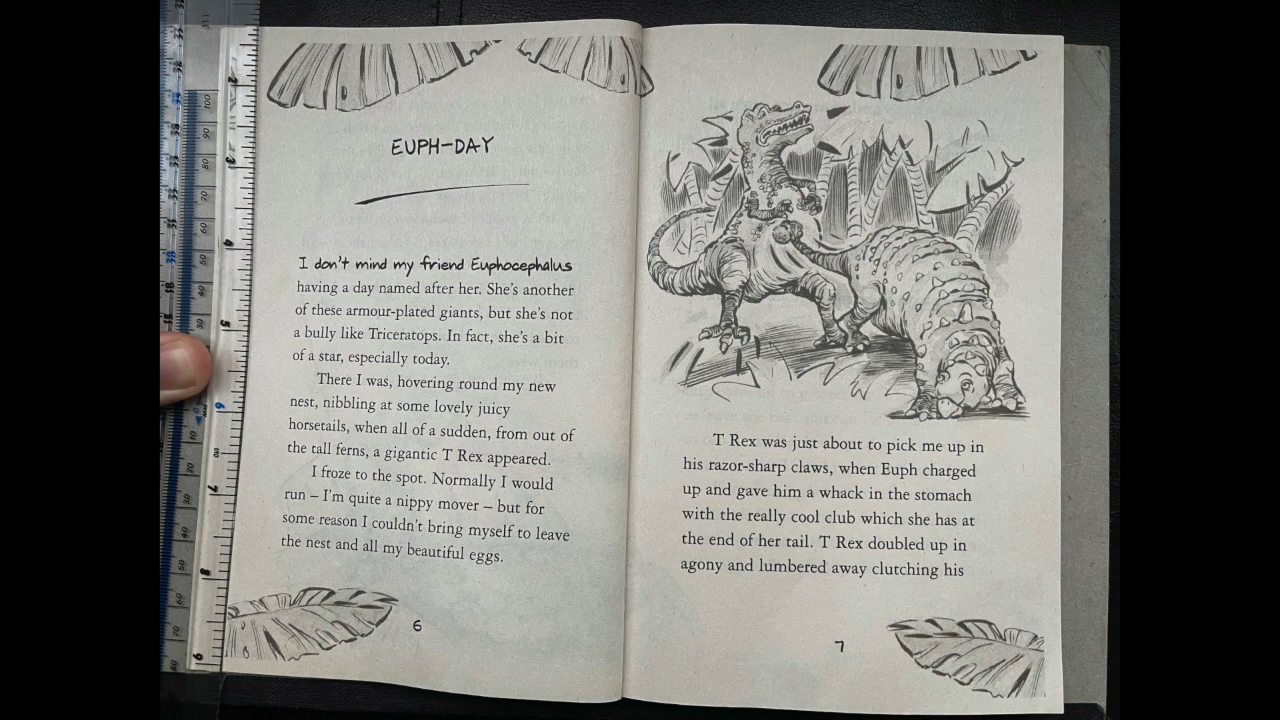 EUPH-DAY
I don't mind my friend Euphocephalus
having a day named after her. She's another
of these armour-plated giants, but she's not
a bully like Triceratops. In fact, she's a bit
of a star, especially today.
There I was, hovering round my new
nest, nibbling at some lovely juicy
horsetails, when all of a sudden, from out of
the tall ferns, a gigantic T Rex appeared.
I froze to the spot. Normally I would
run – I'm quite a nippy mover – but for
some reason I couldn't bring myself to leave
the nest and all my beautiful eggs.
6
T Rex was just about to pick me up in
his razor-sharp claws, when Euph charged
up and gave him a whack in the stomach
with the really cool club which she has at
the end of her tail. T Rex doubled up in
agony and lumbered away clutching his
7